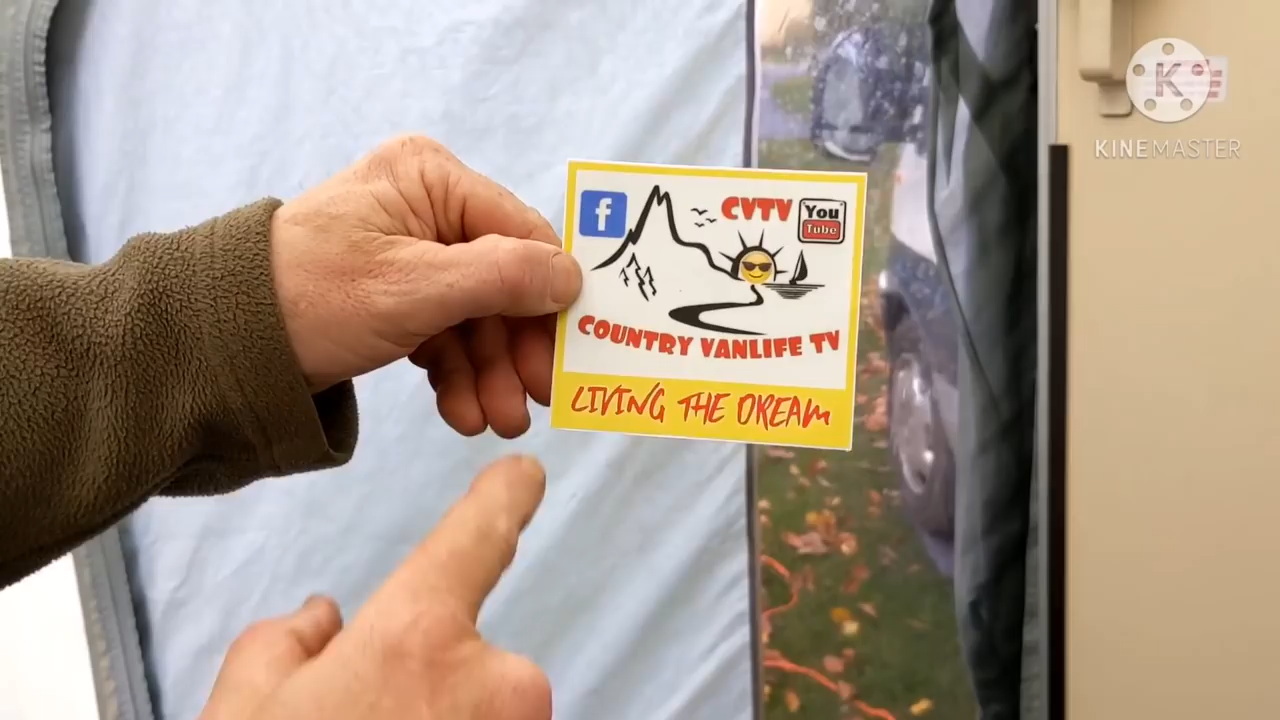 f
CVTV
You
Tube
COUNTRY VANLIFE TV
LIVING THE DREAM
K
KINEMASTER